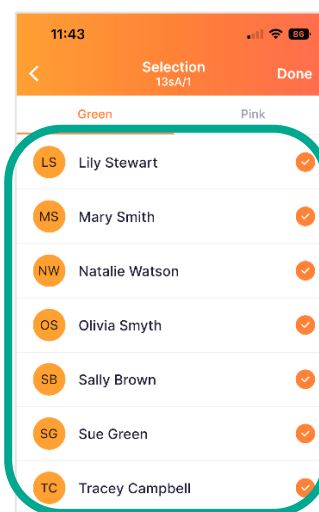 11:43
86
Selection
13sA/1
Done
Green
Pink
LS Lily Stewart
MS Mary Smith
NW Natalie Watson
OS Olivia Smyth
SB Sally Brown
SG Sue Green
TC Tracey Campbell